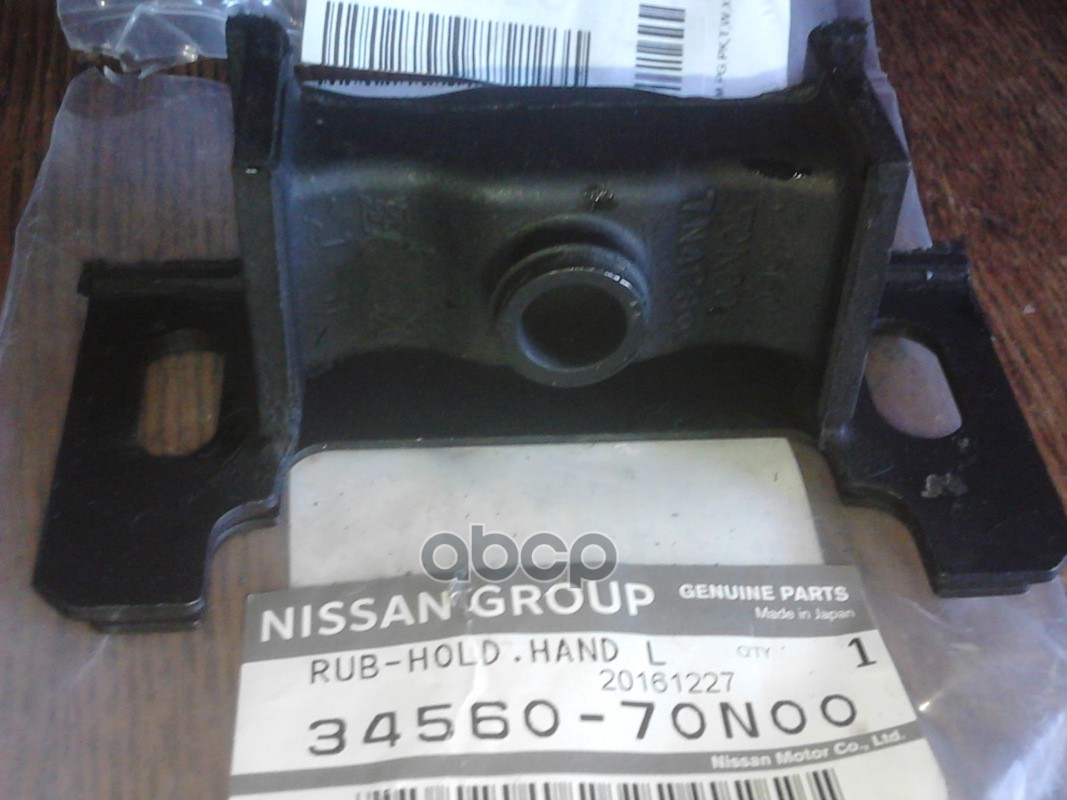 abcp
NISSAN GROUP GENUINE PARTS
Made in Japan
RUB-HOLD.HAND L QTY 1
20161227
34560-70N00
Nissan Motor Co., Ltd.